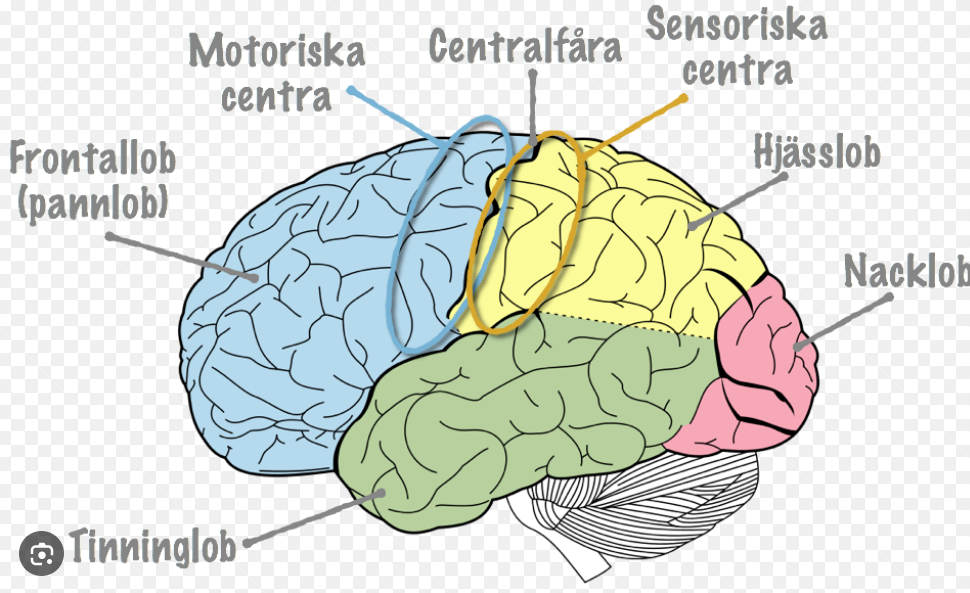 Motoriska
centra
Centralfåra
Sensoriska
centra
Frontallob
(pannlob)
Hjässlob
Nacklob
Tinninglob